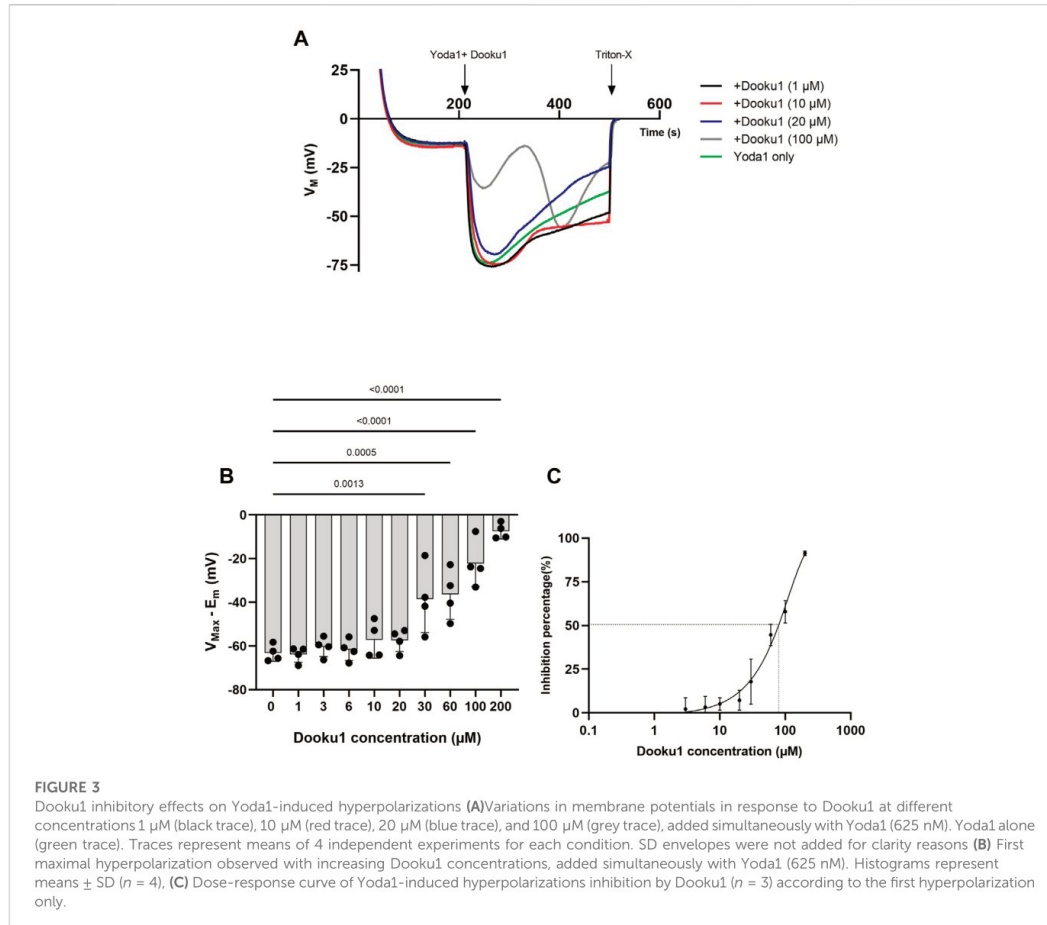 A
Yoda1+ Dooku1
Triton-X
25
0
-25
-50
-75
V_M (mV)
200
400
600
Time (s)
+Dooku1 (1 µM)
+Dooku1 (10 µM)
+Dooku1 (20 µM)
+Dooku1 (100 µM)
Yoda1 only
<0.0001
<0.0001
0.0005
0.0013
B
0
-20
-40
-60
-80
V_Max - E_m (mV)
0 1 3 6 10 20 30 60 100 200
Dooku1 concentration (µM)
C
100
75
50
25
0
Inhibition percentage(%)
0.1 1 10 100 1000
Dooku1 concentration (µM)
FIGURE 3
Dooku1 inhibitory effects on Yoda1-induced hyperpolarizations (A)Variations in membrane potentials in response to Dooku1 at different
concentrations 1 µM (black trace), 10 µM (red trace), 20 µM (blue trace), and 100 µM (grey trace), added simultaneously with Yoda1 (625 nM). Yoda1 alone
(green trace). Traces represent means of 4 independent experiments for each condition. SD envelopes were not added for clarity reasons (B) First
maximal hyperpolarization observed with increasing Dooku1 concentrations, added simultaneously with Yoda1 (625 nM). Histograms represent
means ± SD (n = 4), (C) Dose-response curve of Yoda1-induced hyperpolarizations inhibition by Dooku1 (n = 3) according to the first hyperpolarization
only.